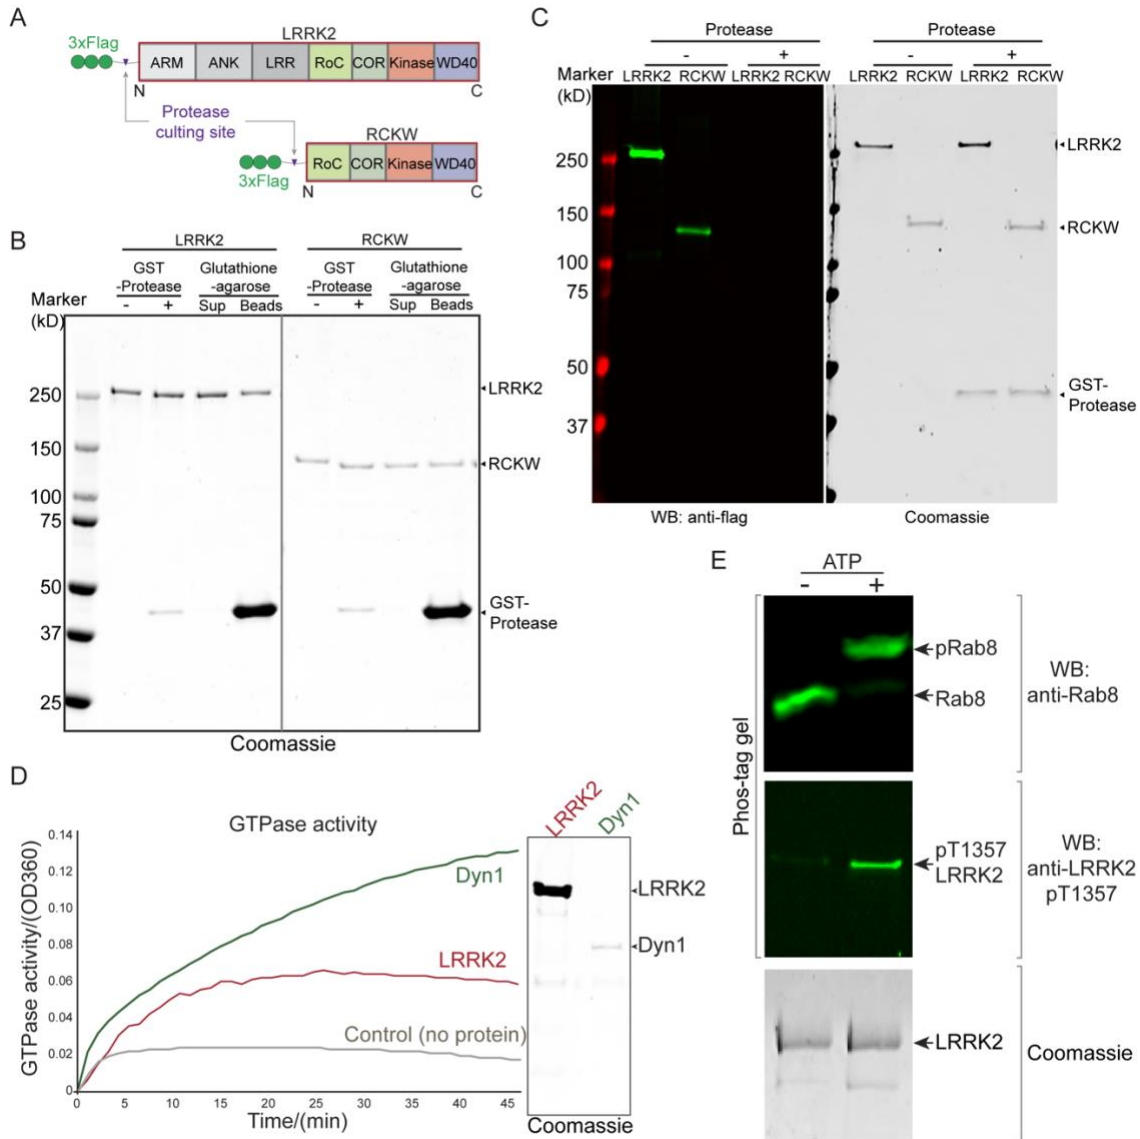 A
LRRK2
3xFlag
ARM ANK LRR RoC COR Kinase WD40
N C
Protease
culting site
RCKW
RoC COR Kinase WD40
3xFlag
N C
B
LRRK2 RCKW
GST Glutathione GST Glutathione
-Protease -agarose -Protease -agarose
Marker - + Sup Beads - + Sup Beads
(kD)
250
150
100
75
50
37
25
LRRK2
RCKW
GST-
Protease
Coomassie
C
Protease Protease
- + - +
Marker LRRK2 RCKW LRRK2 RCKW LRRK2 RCKW LRRK2 RCKW
(kD)
250
150
100
75
50
37
LRRK2
RCKW
GST-
Protease
WB: anti-flag Coomassie
D
GTPase activity
GTPase activity/(OD360)
0.14
0.12
0.10
0.08
0.06
0.04
0.02
0
Dyn1
LRRK2
Control (no protein)
0 5 10 15 20 25 30 35 40 45
Time/(min)
LRRK2 Dyn1
LRRK2
Dyn1
Coomassie
E
ATP
- +
Phos-tag gel
pRab8
Rab8
WB:
anti-Rab8
pT1357
LRRK2
WB:
anti-LRRK2
pT1357
LRRK2
Coomassie